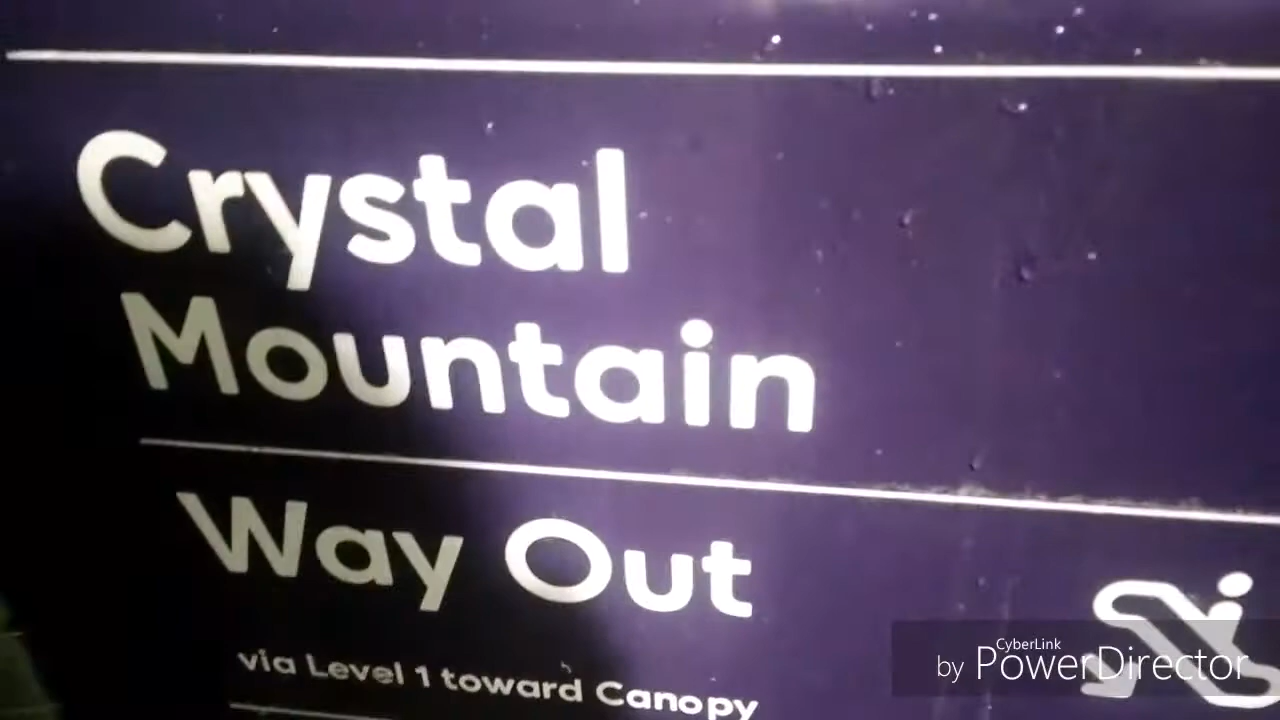 Crystal
Mountain
Way Out
via Level 1 toward Canopy
CyberLink
by PowerDirector